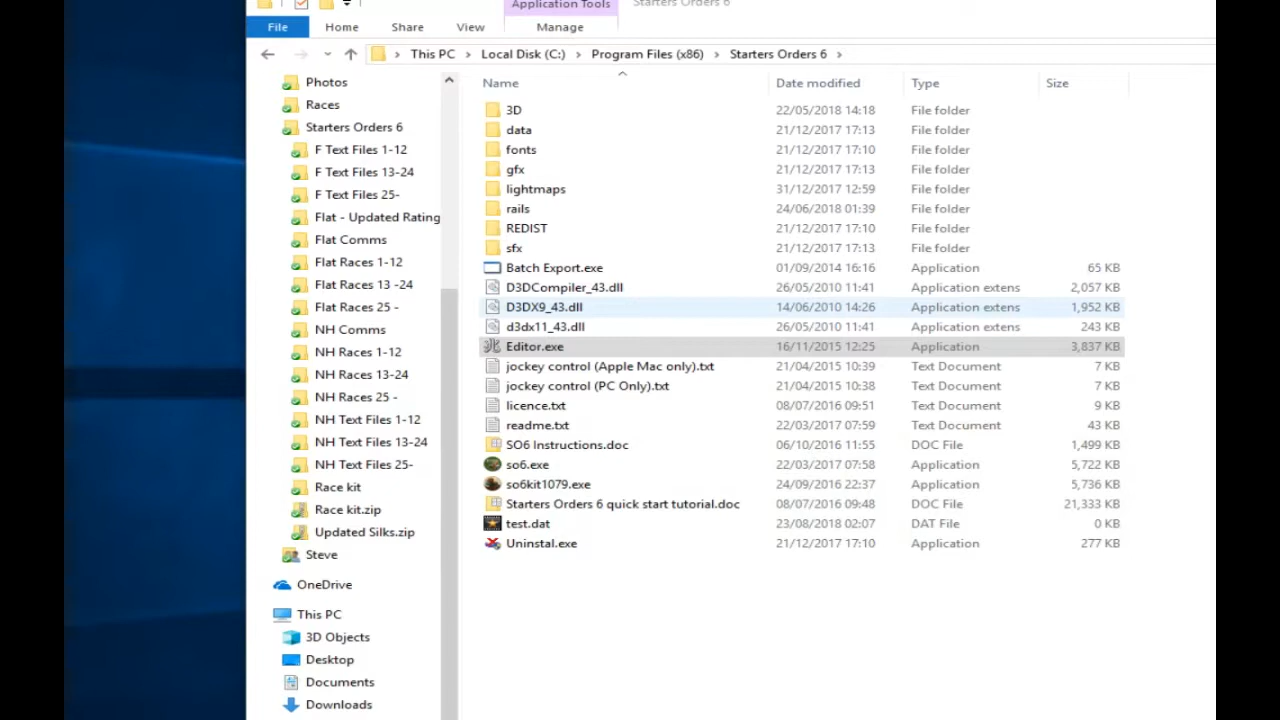 Application Tools Starters Orders 6
File Home Share View Manage
This PC Local Disk (C:) Program Files (x86) Starters Orders 6
Name Date modified Type Size
Photos
Races
Starters Orders 6
F Text Files 1-12
F Text Files 13-24
F Text Files 25-
Flat - Updated Rating
Flat Comms
Flat Races 1-12
Flat Races 13 -24
Flat Races 25 -
NH Comms
NH Races 1-12
NH Races 13-24
NH Races 25 -
NH Text Files 1-12
NH Text Files 13-24
NH Text Files 25-
Race kit
Race kit.zip
Updated Silks.zip
Steve
OneDrive
This PC
3D Objects
Desktop
Documents
Downloads
3D 22/05/2018 14:18 File folder
data 21/12/2017 17:13 File folder
fonts 21/12/2017 17:10 File folder
gfx 21/12/2017 17:13 File folder
lightmaps 31/12/2017 12:59 File folder
rails 24/06/2018 01:39 File folder
REDIST 21/12/2017 17:10 File folder
sfx 21/12/2017 17:13 File folder
Batch Export.exe 01/09/2014 16:16 Application 65 KB
D3DCompiler_43.dll 26/05/2010 11:41 Application extens 2,057 KB
D3DX9_43.dll 14/06/2010 14:26 Application extens 1,952 KB
d3dx11_43.dll 26/05/2010 11:41 Application extens 243 KB
Editor.exe 16/11/2015 12:25 Application 3,837 KB
jockey control (Apple Mac only).txt 21/04/2015 10:39 Text Document 7 KB
jockey control (PC Only).txt 21/04/2015 10:38 Text Document 7 KB
licence.txt 08/07/2016 09:51 Text Document 9 KB
readme.txt 22/03/2017 07:59 Text Document 43 KB
SO6 Instructions.doc 06/10/2016 11:55 DOC File 1,499 KB
so6.exe 22/03/2017 07:58 Application 5,722 KB
so6kit1079.exe 24/09/2016 22:37 Application 5,736 KB
Starters Orders 6 quick start tutorial.doc 08/07/2016 09:48 DOC File 21,333 KB
test.dat 23/08/2018 02:07 DAT File 0 KB
Uninstal.exe 21/12/2017 17:10 Application 277 KB